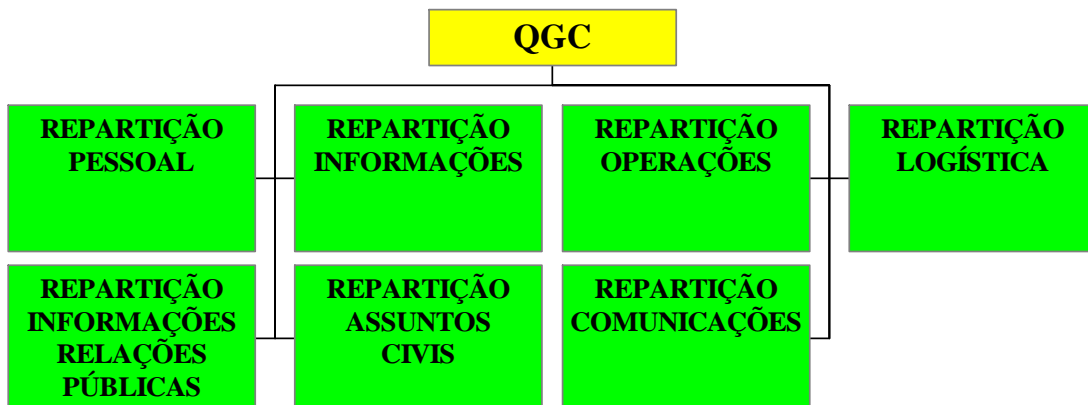 QGC
REPARTIÇÃO
PESSOAL
REPARTIÇÃO
INFORMAÇÕES
REPARTIÇÃO
OPERAÇÕES
REPARTIÇÃO
LOGÍSTICA
REPARTIÇÃO
INFORMAÇÕES
RELAÇÕES
PÚBLICAS
REPARTIÇÃO
ASSUNTOS
CIVIS
REPARTIÇÃO
COMUNICAÇÕES